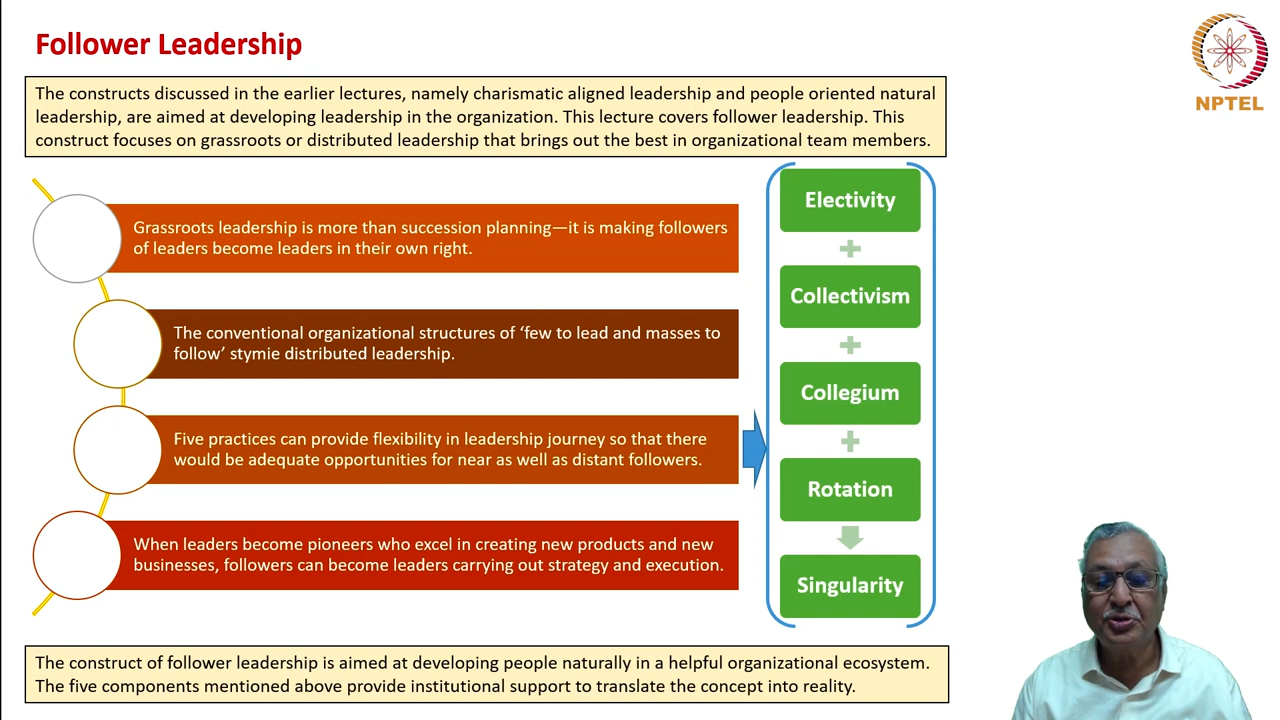 Follower Leadership
NPTEL
The constructs discussed in the earlier lectures, namely charismatic aligned leadership and people oriented natural
leadership, are aimed at developing leadership in the organization. This lecture covers follower leadership. This
construct focuses on grassroots or distributed leadership that brings out the best in organizational team members.
Grassroots leadership is more than succession planning—it is making followers
of leaders become leaders in their own right.
The conventional organizational structures of ‘few to lead and masses to
follow’ stymie distributed leadership.
Five practices can provide flexibility in leadership journey so that there
would be adequate opportunities for near as well as distant followers.
When leaders become pioneers who excel in creating new products and new
businesses, followers can become leaders carrying out strategy and execution.
Electivity
Collectivism
Collegium
Rotation
Singularity
The construct of follower leadership is aimed at developing people naturally in a helpful organizational ecosystem.
The five components mentioned above provide institutional support to translate the concept into reality.